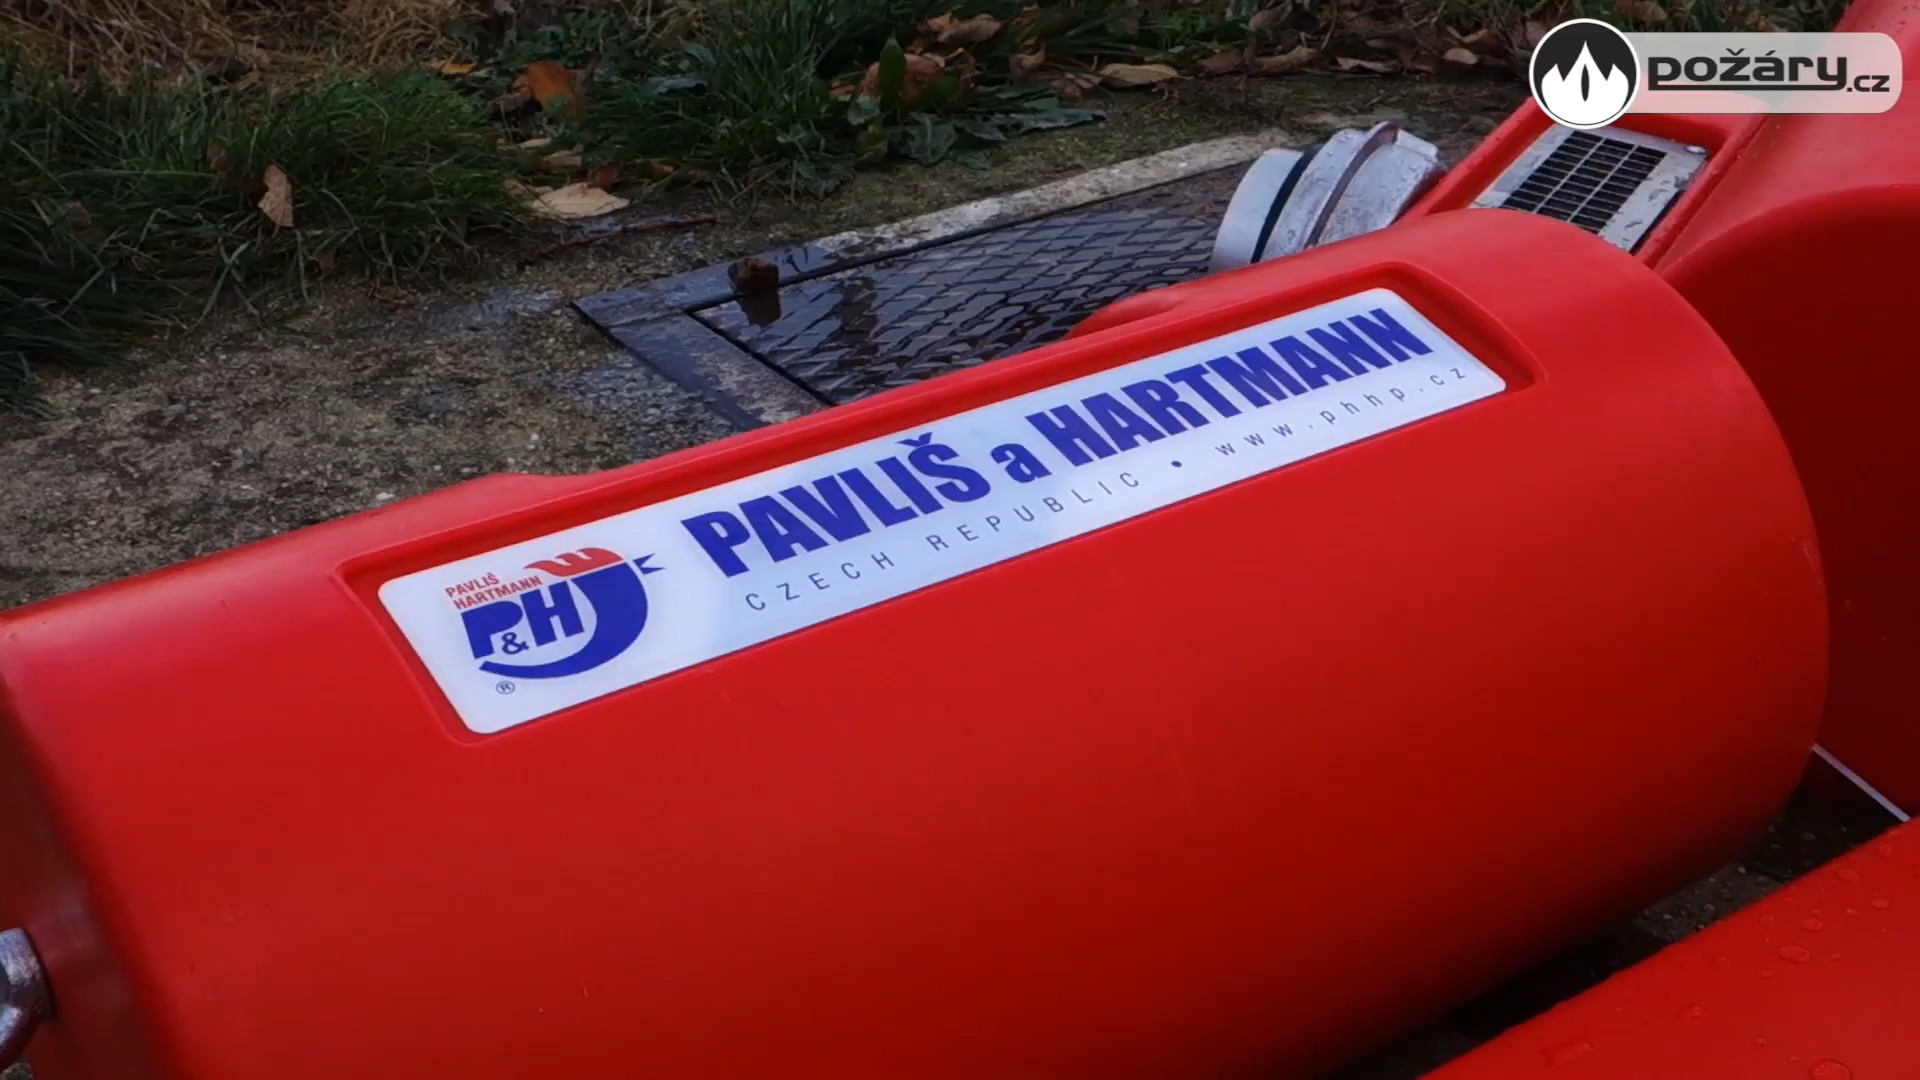 požáry.cz
PAVLIŠ a HARTMANN
CZECH REPUBLIC • www.phhp.cz
PAVLIŠ
HARTMANN
P&H
®